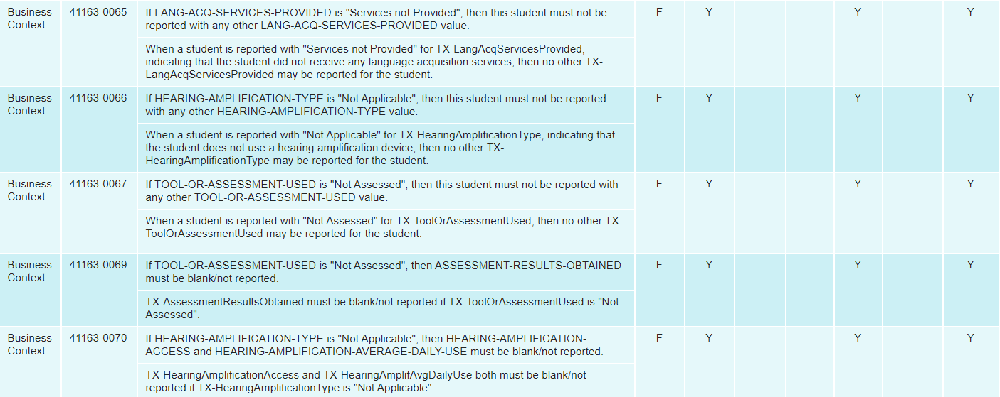 Business Context
41163-0065
If LANG-ACQ-SERVICES-PROVIDED is "Services not Provided", then this student must not be
reported with any other LANG-ACQ-SERVICES-PROVIDED value.
F Y Y Y
When a student is reported with "Services not Provided" for TX-LangAcqServicesProvided,
indicating that the student did not receive any language acquisition services, then no other TX-
LangAcqServicesProvided may be reported for the student.
Business Context
41163-0066
If HEARING-AMPLIFICATION-TYPE is "Not Applicable", then this student must not be reported
with any other HEARING-AMPLIFICATION-TYPE value.
F Y Y Y
When a student is reported with "Not Applicable" for TX-HearingAmplificationType, indicating that
the student does not use a hearing amplification device, then no other TX-
HearingAmplificationType may be reported for the student.
Business Context
41163-0067
If TOOL-OR-ASSESSMENT-USED is "Not Assessed", then this student must not be reported with
any other TOOL-OR-ASSESSMENT-USED value.
F Y Y Y
When a student is reported with "Not Assessed" for TX-ToolOrAssessmentUsed, then no other TX-
ToolOrAssessmentUsed may be reported for the student.
Business Context
41163-0069
If TOOL-OR-ASSESSMENT-USED is "Not Assessed", then ASSESSMENT-RESULTS-OBTAINED
must be blank/not reported.
F Y Y Y
TX-AssessmentResultsObtained must be blank/not reported if TX-ToolOrAssessmentUsed is "Not
Assessed".
Business Context
41163-0070
If HEARING-AMPLIFICATION-TYPE is "Not Applicable", then HEARING-AMPLIFICATION-
ACCESS and HEARING-AMPLIFICATION-AVERAGE-DAILY-USE must be blank/not reported.
F Y Y Y
TX-HearingAmplificationAccess and TX-HearingAmplifAvgDailyUse both must be blank/not
reported if TX-HearingAmplificationType is "Not Applicable".